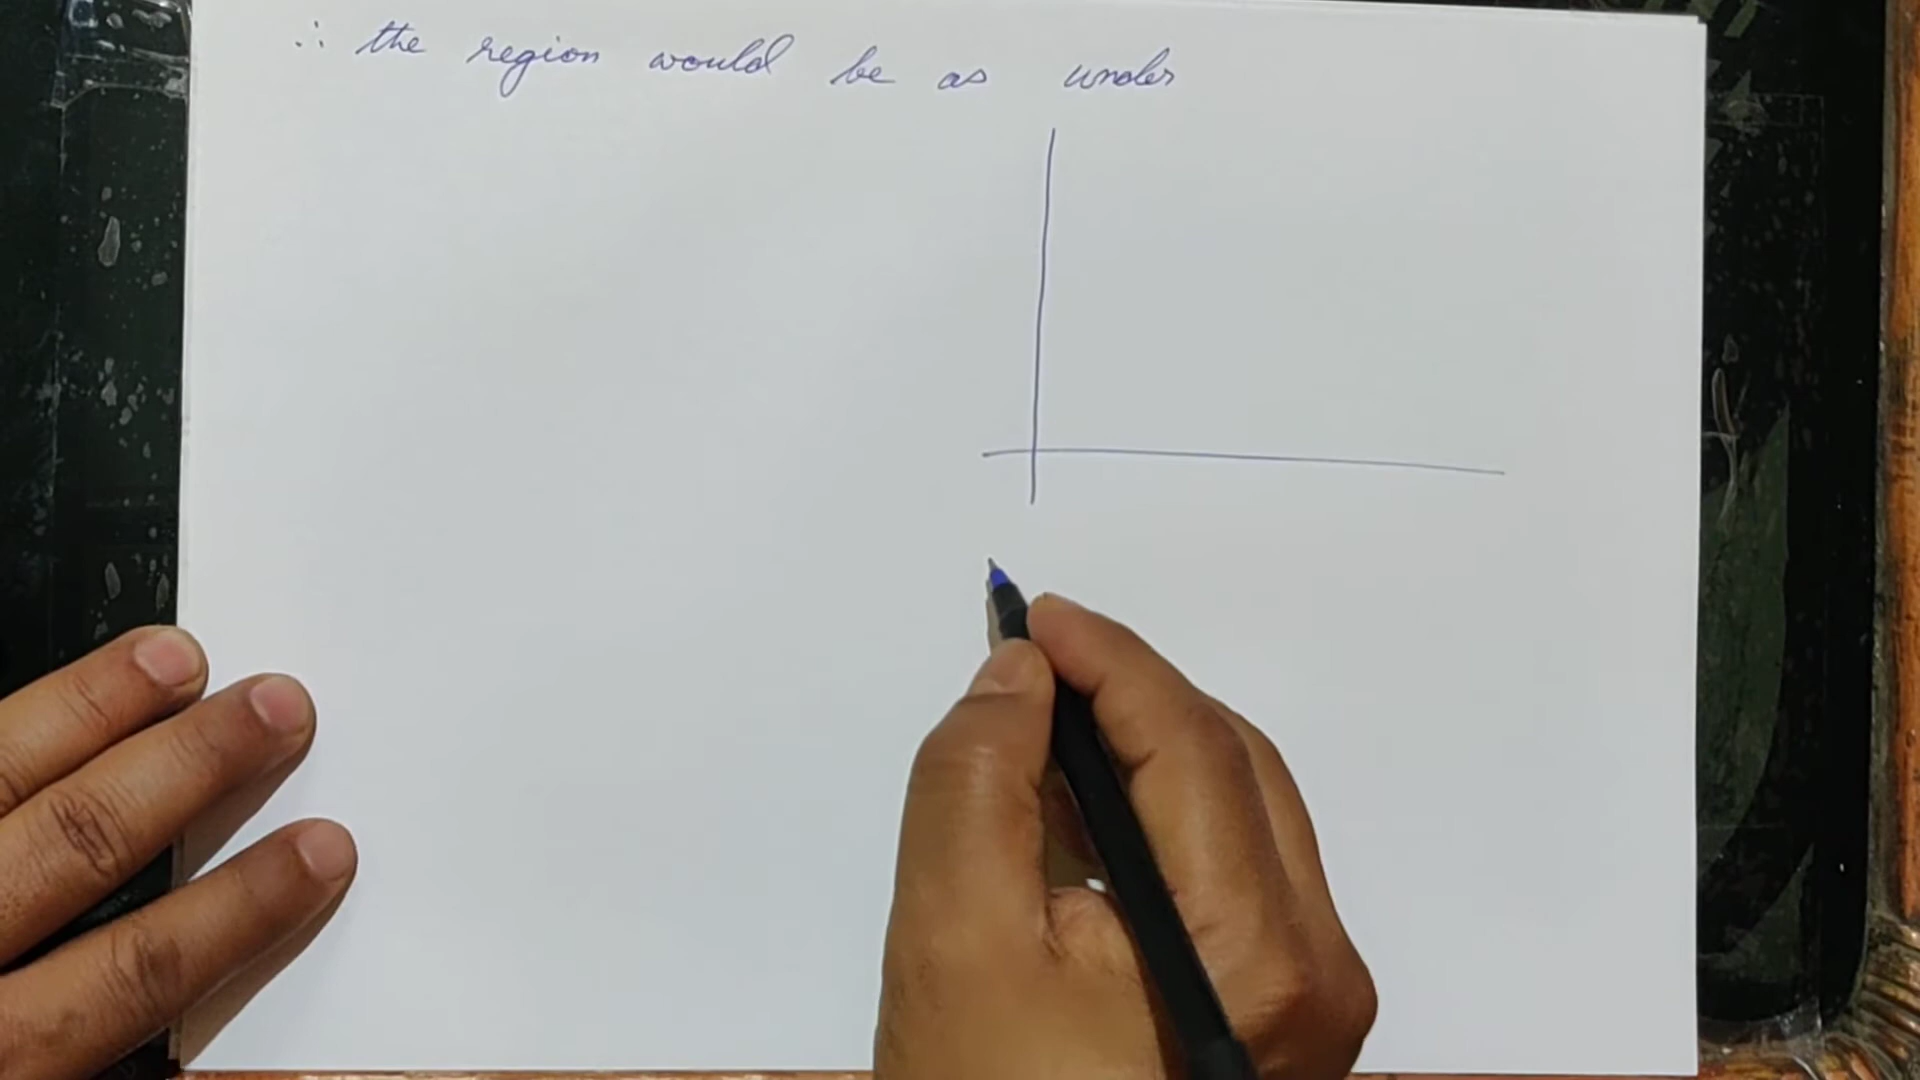 ∴ the region would be as under